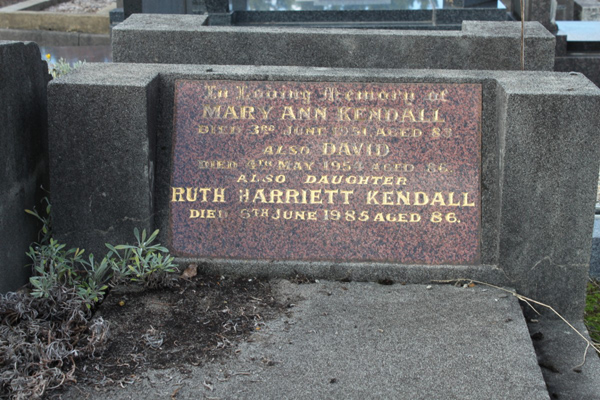 In Loving Memory of
MARY ANN KENDALL
DIED 3RD JUNE 1951, AGED 83.
ALSO DAVID
DIED 4TH MAY 1953 AGED 86.
ALSO DAUGHTER
RUTH HARRIETT KENDALL
DIED 6TH JUNE 1985 AGED 86.